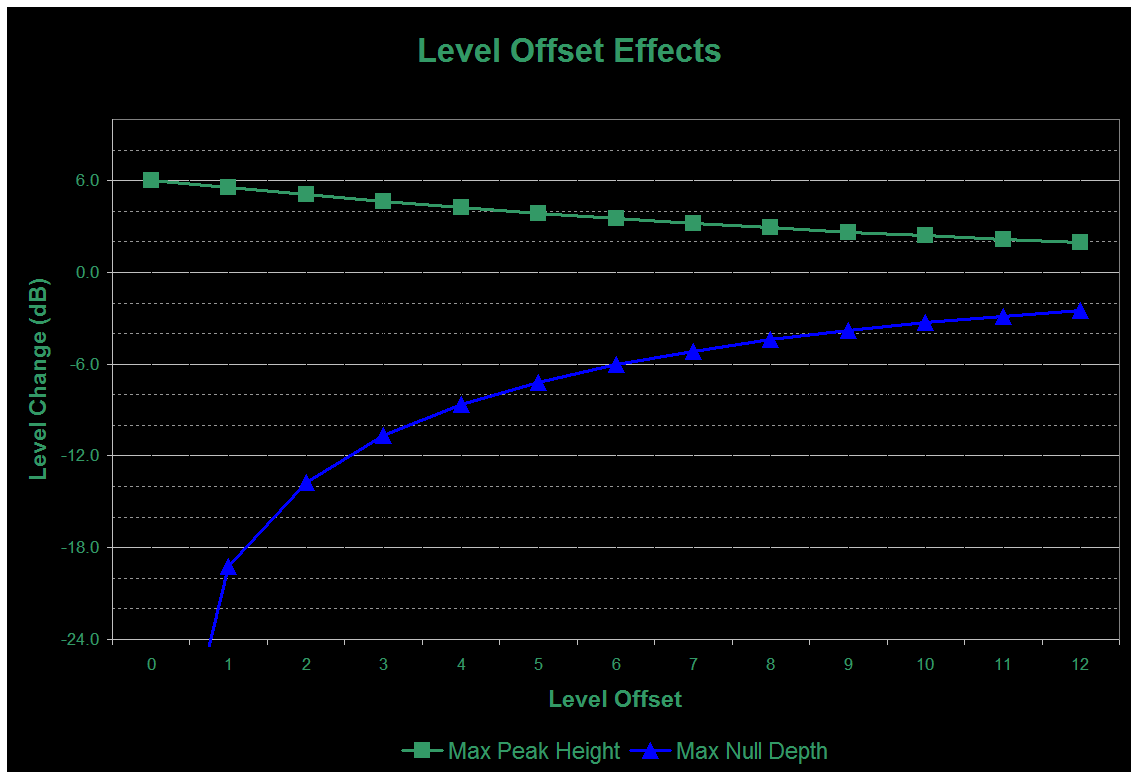 Level Offset Effects
Level Change (dB)
6.0
0.0
-6.0
-12.0
-18.0
-24.0
0 1 2 3 4 5 6 7 8 9 10 11 12
Level Offset
Max Peak Height Max Null Depth